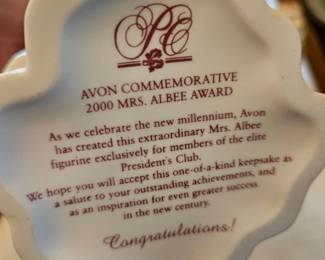 PC
AVON COMMEMORATIVE
2000 MRS. ALBEE AWARD
As we celebrate the new millennium, Avon
has created this extraordinary Mrs. Albee
figurine exclusively for members of the elite
President's Club.
We hope you will accept this one-of-a-kind keepsake as
a salute to your outstanding achievements, and
as an inspiration for even greater success
in the new century.
Congratulations!